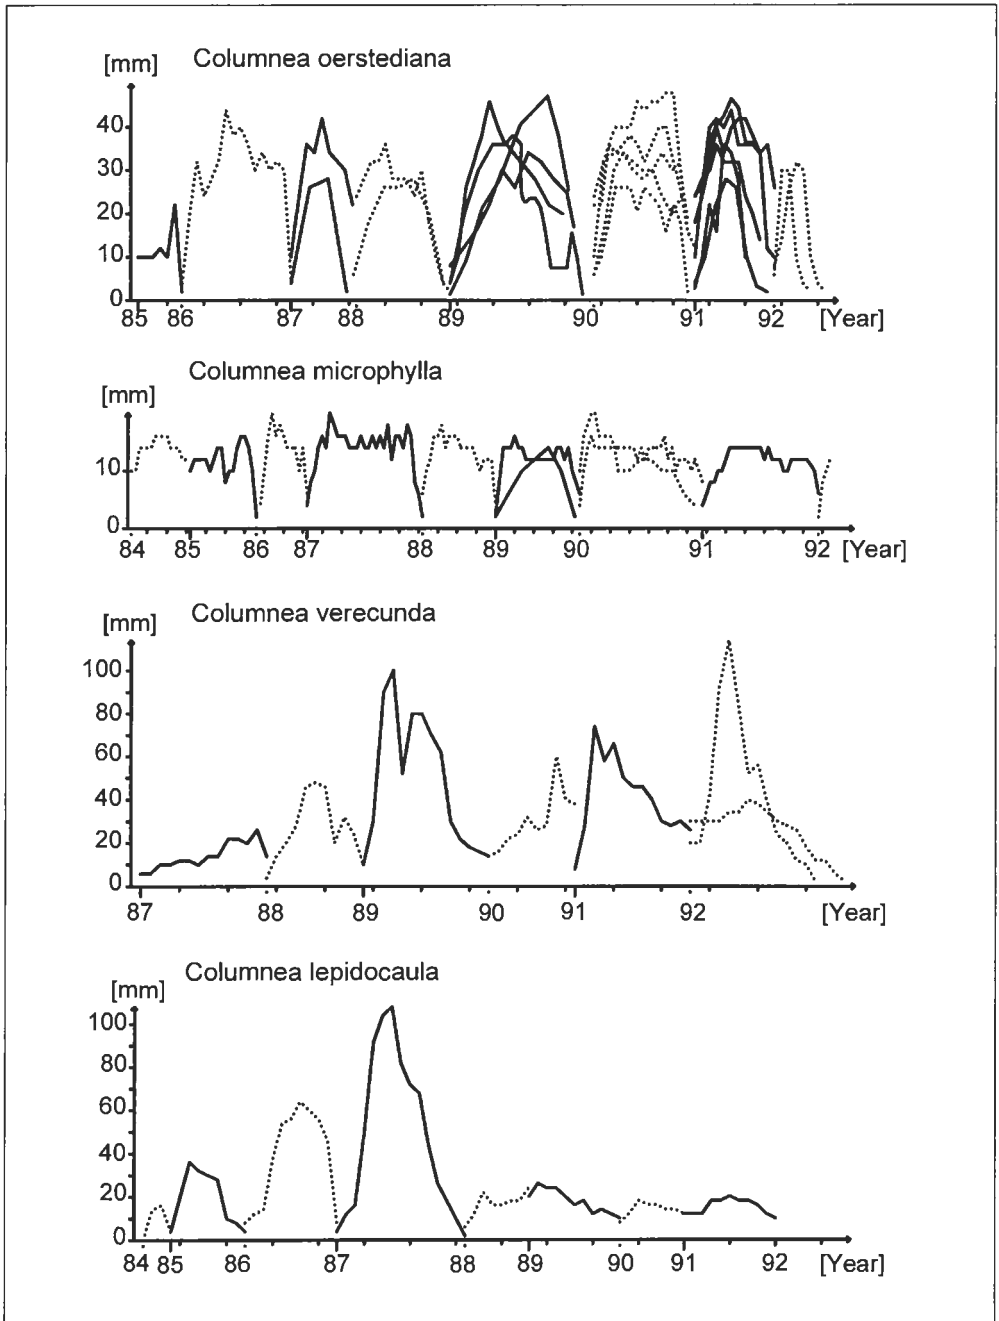 Columnea oerstediana
[mm]
40
30
20
10
0
85 86 87 88 89 90 91 92 [Year]
Columnea microphylla
[mm]
10
0
84 85 86 87 88 89 90 91 92 [Year]
Columnea verecunda
[mm]
100
80
60
40
20
0
87 88 89 90 91 92 [Year]
Columnea lepidocaula
[mm]
100
80
60
40
20
0
84 85 86 87 88 89 90 91 92 [Year]